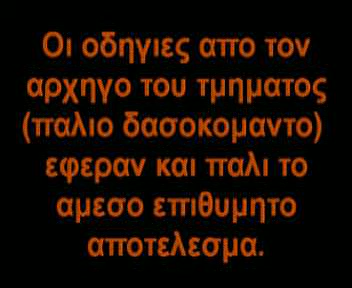 Οι οδηγιες απο τον
αρχηγο του τμηματος
(παλιο δασοκομαντο)
εφεραν και παλι το
αμεσο επιθυμητο
αποτελεσμα.